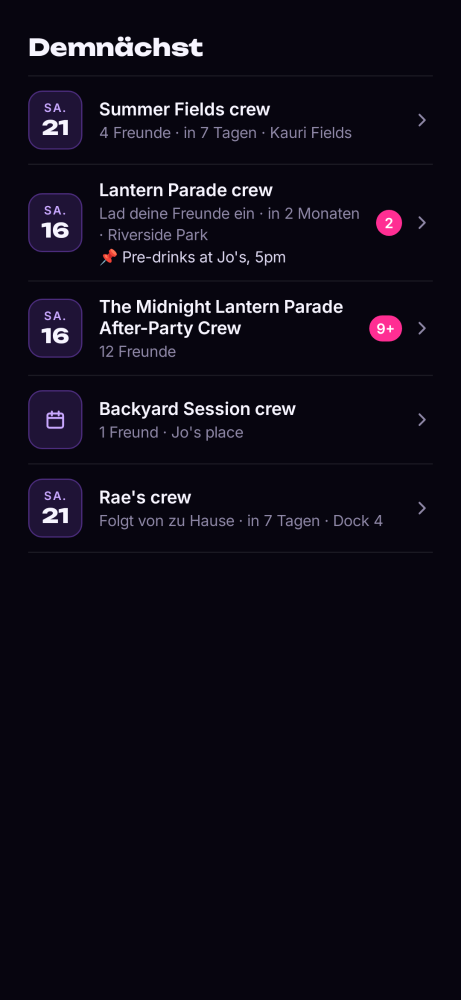 Demnächst
SA.
21
Summer Fields crew
4 Freunde · in 7 Tagen · Kauri Fields
SA.
16
Lantern Parade crew
Lad deine Freunde ein · in 2 Monaten
· Riverside Park
📌 Pre-drinks at Jo's, 5pm
2
SA.
16
The Midnight Lantern Parade
After-Party Crew
12 Freunde
9+
Backyard Session crew
1 Freund · Jo's place
SA.
21
Rae's crew
Folgt von zu Hause · in 7 Tagen · Dock 4